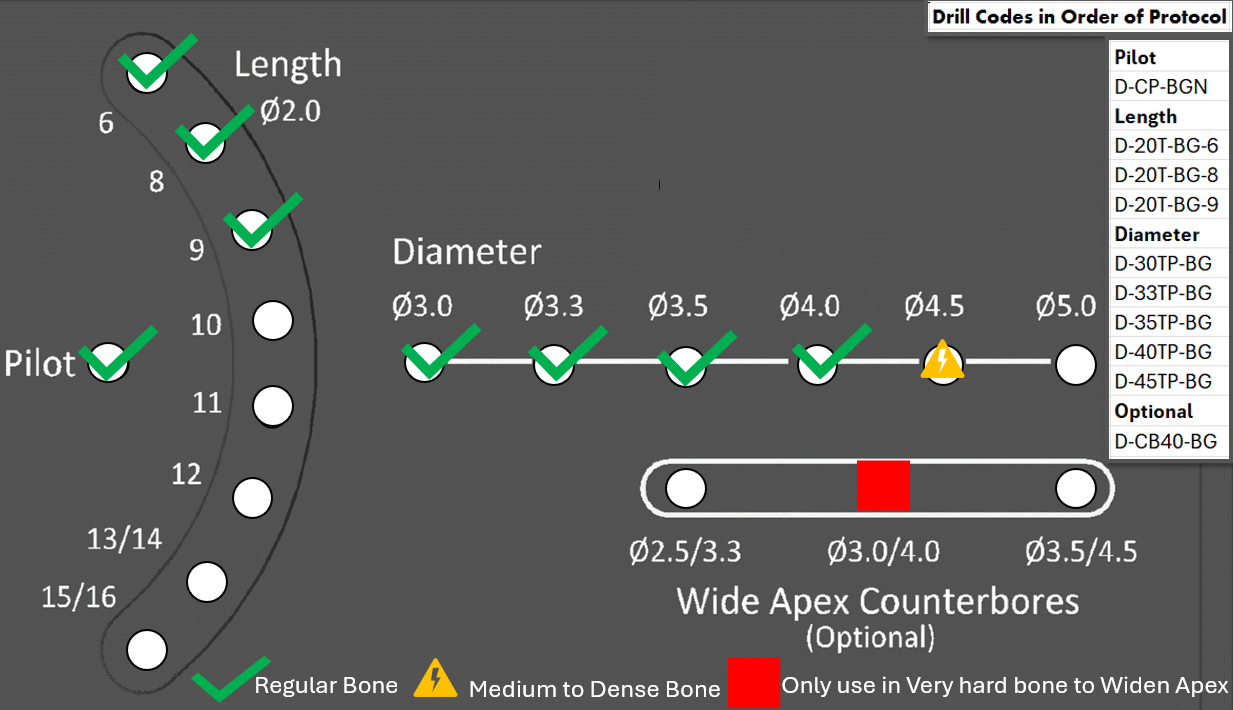 Drill Codes in Order of Protocol
Pilot
D-CP-BGN
Length
D-20T-BG-6
D-20T-BG-8
D-20T-BG-9
Diameter
D-30TP-BG
D-33TP-BG
D-35TP-BG
D-40TP-BG
D-45TP-BG
Optional
D-CB40-BG
Length
Ø2.0
6
8
9
10
11
12
13/14
15/16
Pilot
Diameter
Ø3.0 Ø3.3 Ø3.5 Ø4.0 Ø4.5 Ø5.0
Ø2.5/3.3 Ø3.0/4.0 Ø3.5/4.5
Wide Apex Counterbores
(Optional)
Regular Bone Medium to Dense Bone Only use in Very hard bone to Widen Apex